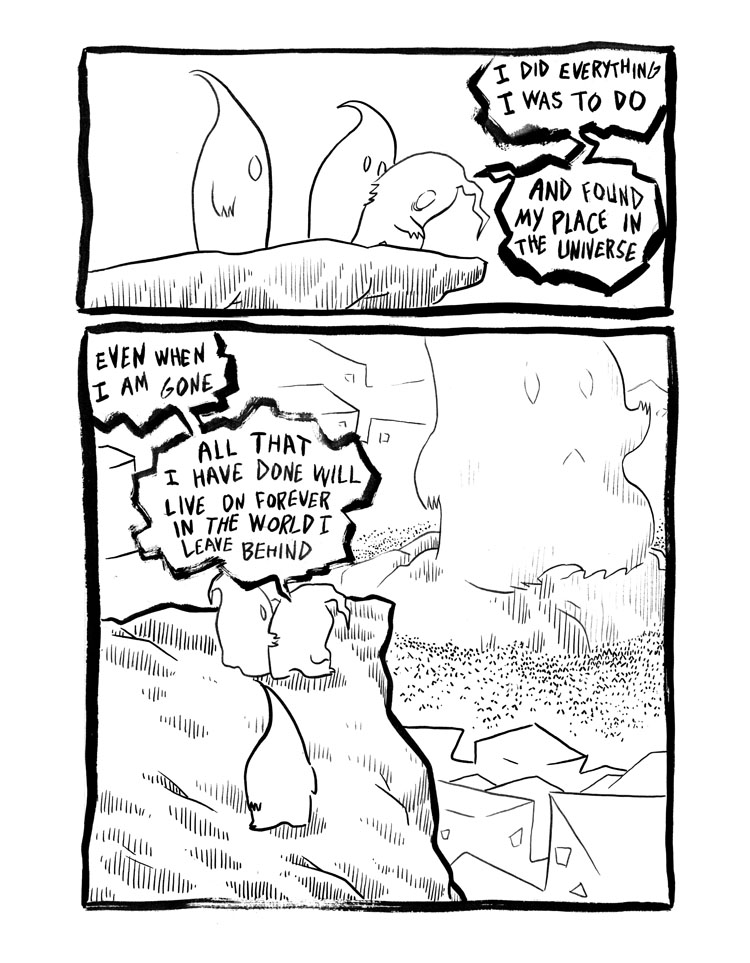 I DID EVERYTHING
I WAS TO DO
AND FOUND
MY PLACE IN
THE UNIVERSE
EVEN WHEN
I AM GONE
ALL THAT
I HAVE DONE WILL
LIVE ON FOREVER
IN THE WORLD I
LEAVE BEHIND